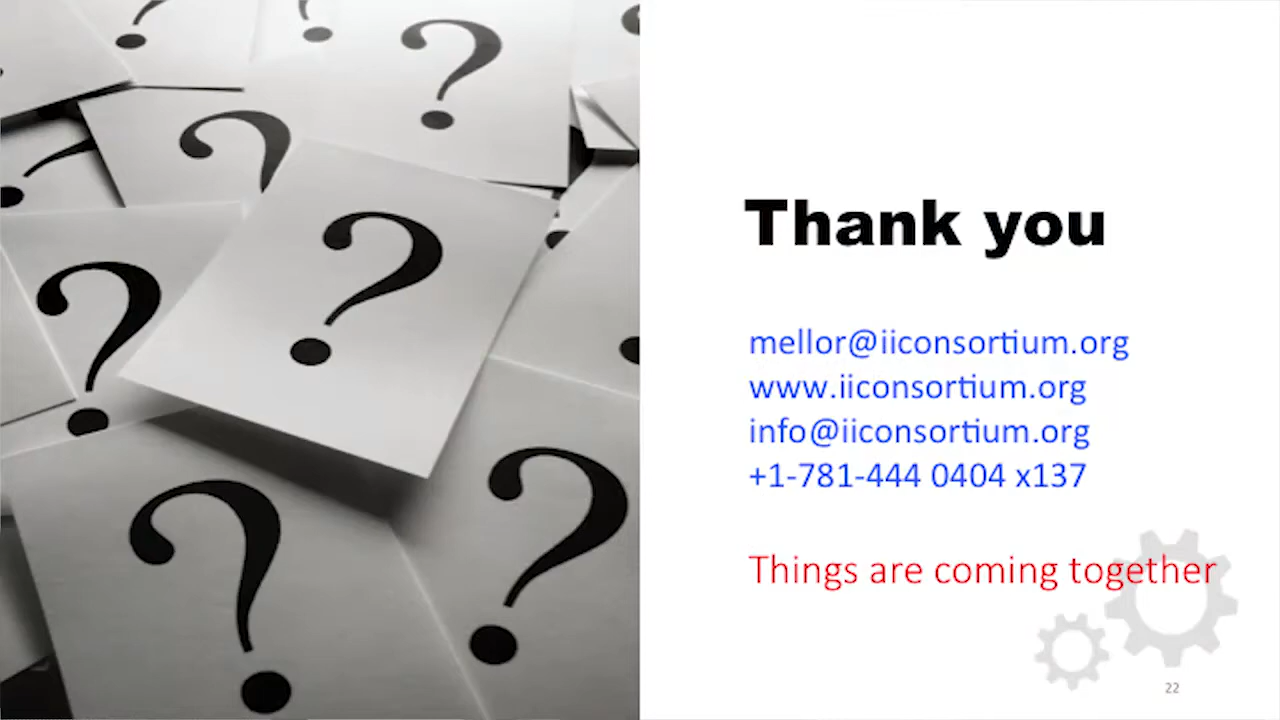 Thank you
mellor@iiconsortium.org
www.iiconsortium.org
info@iiconsortium.org
+1-781-444 0404 x137
Things are coming together
22